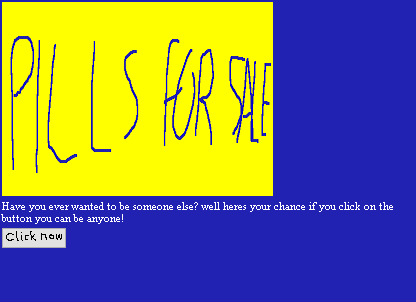 PILLS FOR SALE
Have you ever wanted to be someone else? well heres your chance if you click on the
button you can be anyone!
Click now